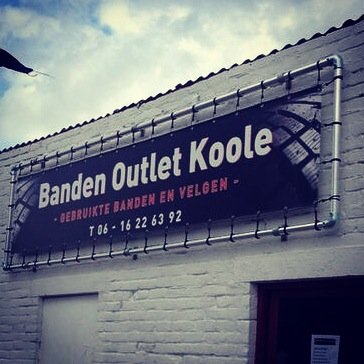 Banden Outlet Koole
- GEBRUIKTE BANDEN EN VELGEN -
T 06 - 16 22 63 92